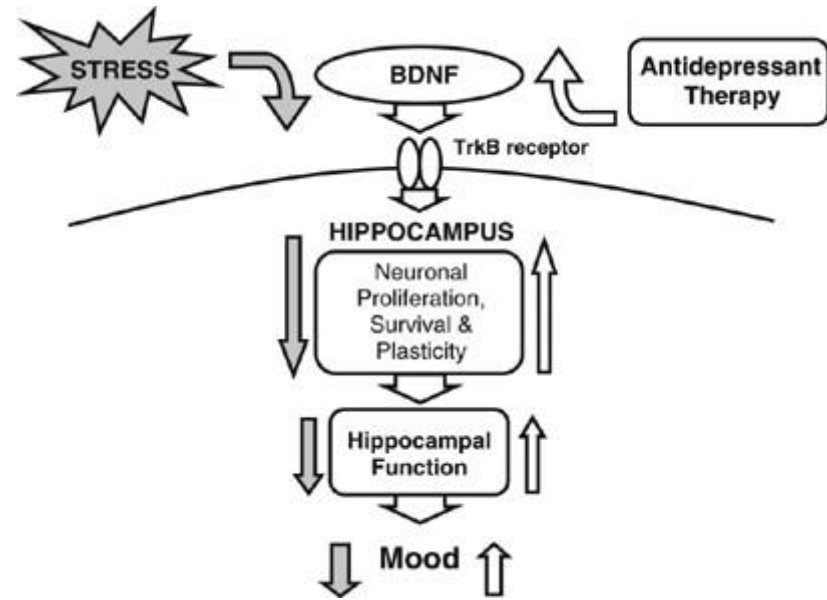 STRESS
BDNF
Antidepressant
Therapy
TrkB receptor
HIPPOCAMPUS
Neuronal
Proliferation,
Survival &
Plasticity
Hippocampal
Function
Mood